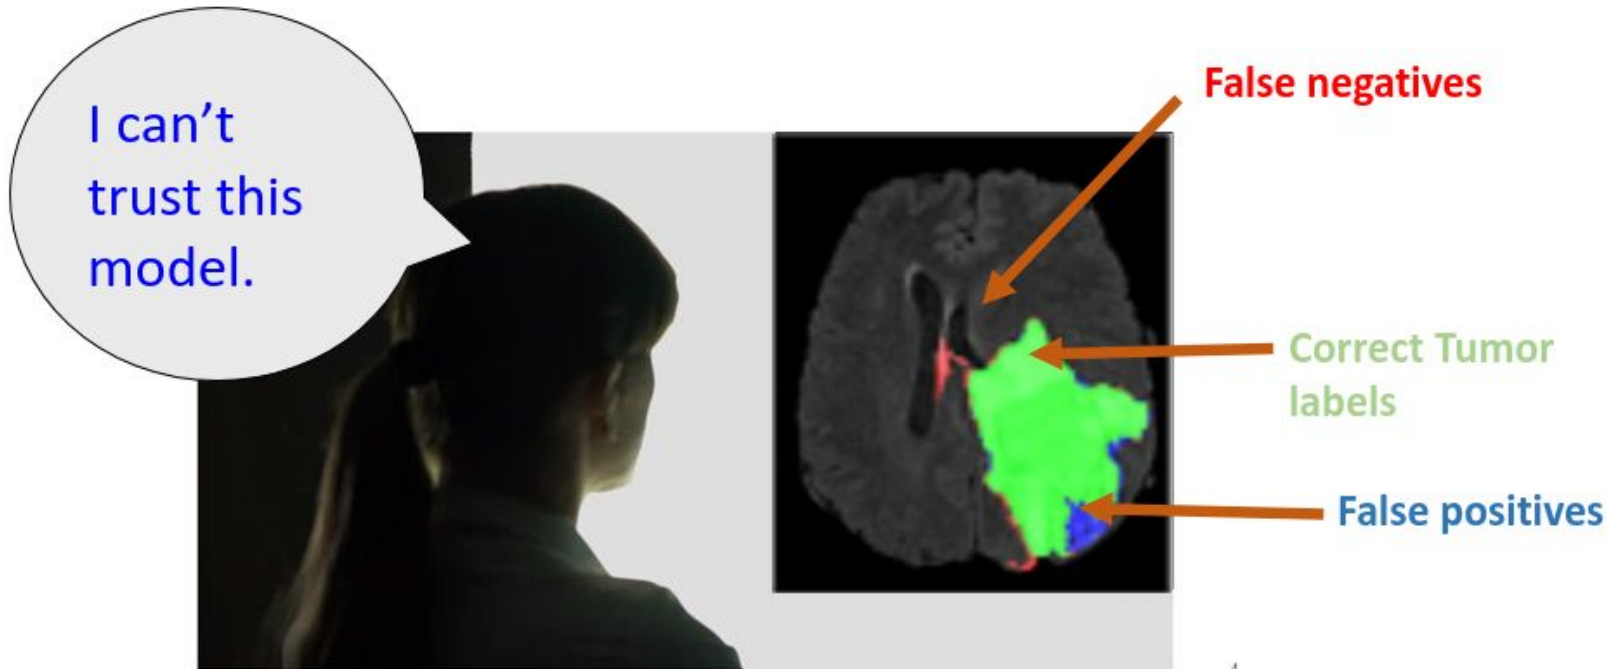 I can’t
trust this
model.
False negatives
Correct Tumor
labels
False positives